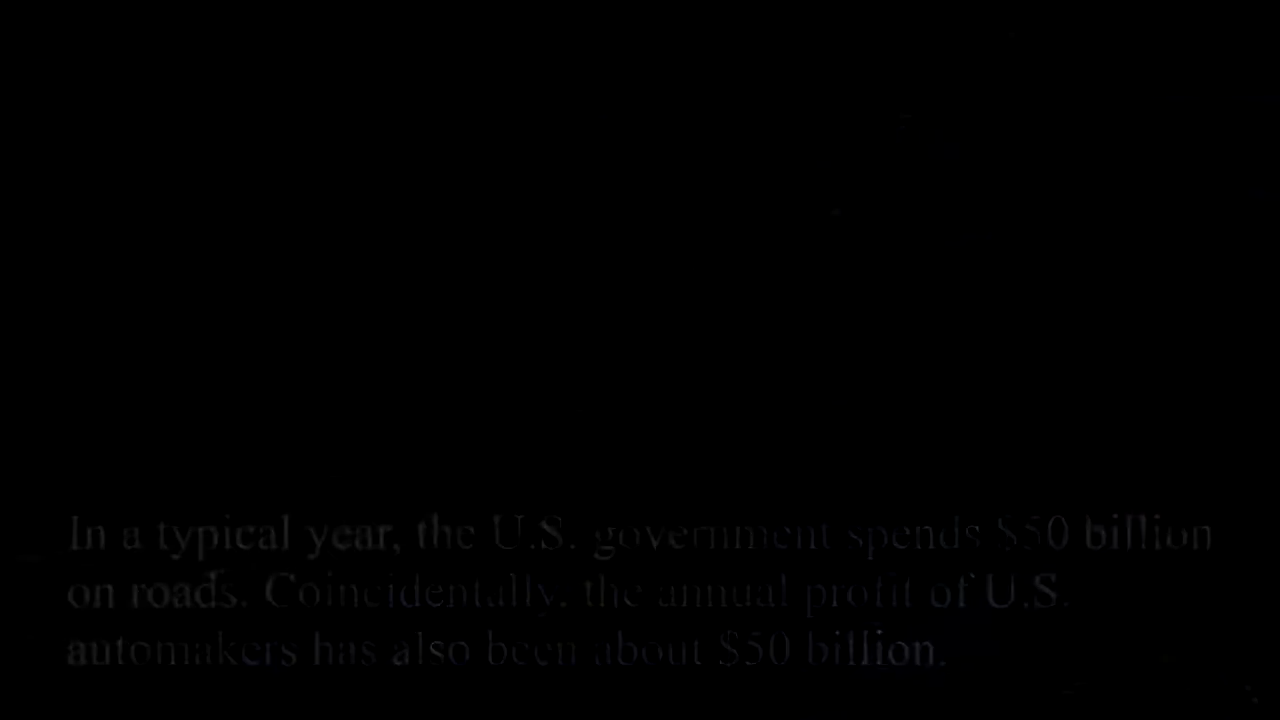 In a typical year, the U.S. government spends $50 billion
on roads. Coincidentally, the annual profit of U.S.
automakers has also been about $50 billion.